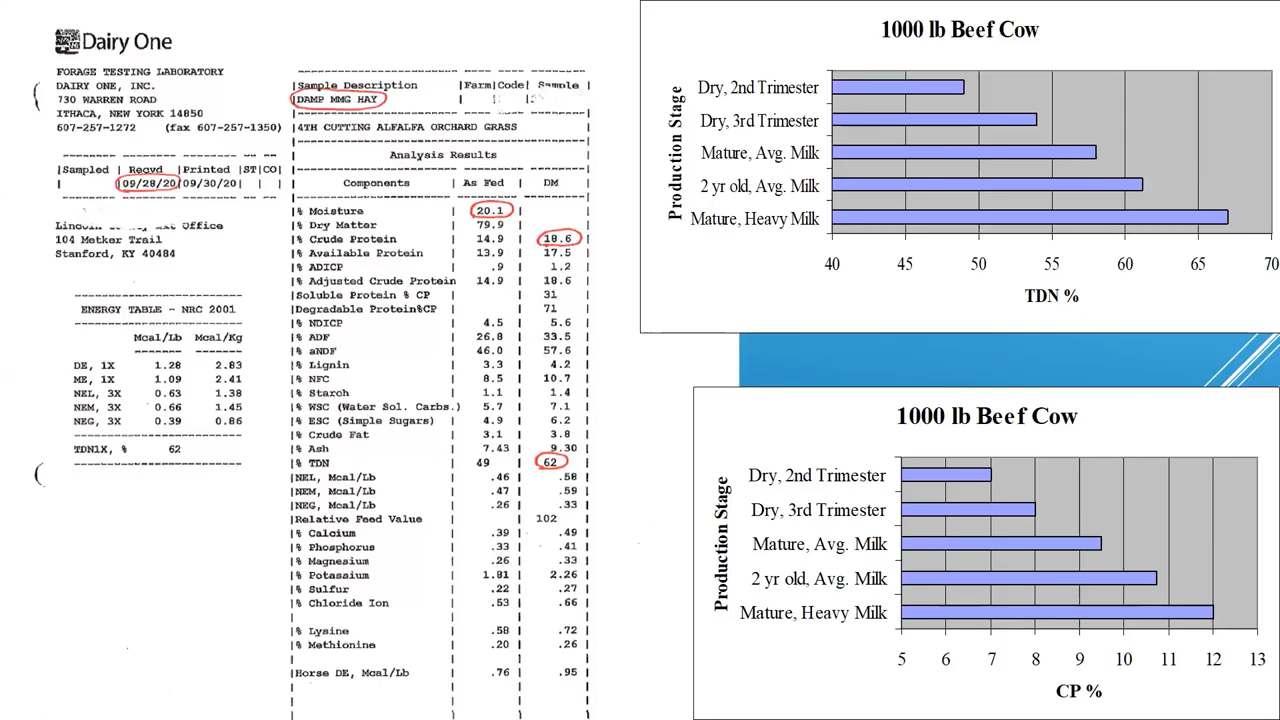 Dairy One
FORAGE TESTING LABORATORY
DAIRY ONE, INC.
730 WARREN ROAD
ITHACA, NEW YORK 14850
607-257-1272 (fax 607-257-1350)
Sampled | Recvd | Printed |ST|CO|
09/28/20 09/30/20
Office
104 Metker Trail
Stanford, KY 40484
ENERGY TABLE - NRC 2001
Mcal/Lb Mcal/Kg
DE, 1X 1.28 2.83
ME, 1X 1.09 2.41
NEL, 3X 0.63 1.38
NEM, 3X 0.66 1.45
NEG, 3X 0.39 0.86
TDN1X, % 62
Sample Description |Farm|Code| Sample
DAMP MMG HAY
4TH CUTTING ALFALFA ORCHARD GRASS
Analysis Results
Components | As Fed | DM
% Moisture 20.1
% Dry Matter 79.9
% Crude Protein 14.9 18.6
% Available Protein 13.9 17.5
% ADICP .9 1.2
% Adjusted Crude Protein 14.9 18.6
Soluble Protein % CP 31
Degradable Protein%CP 71
% NDICP 4.5 5.6
% ADF 26.8 33.5
% aNDF 46.0 57.6
% Lignin 3.3 4.2
% NFC 8.5 10.7
% Starch 1.1 1.4
% WSC (Water Sol. Carbs.) 5.7 7.1
% ESC (Simple Sugars) 4.9 6.2
% Crude Fat 3.1 3.8
% Ash 7.43 9.30
% TDN 49 62
NEL, Mcal/Lb .46 .58
NEM, Mcal/Lb .47 .59
NEG, Mcal/Lb .26 .33
Relative Feed Value 102
% Calcium .39 .49
% Phosphorus .33 .41
% Magnesium .26 .33
% Potassium 1.81 2.26
% Sulfur .22 .27
% Chloride Ion .53 .66
% Lysine .58 .72
% Methionine .20 .26
Horse DE, Mcal/Lb .76 .95
1000 lb Beef Cow
Production Stage
Dry, 2nd Trimester
Dry, 3rd Trimester
Mature, Avg. Milk
2 yr old, Avg. Milk
Mature, Heavy Milk
40 45 50 55 60 65 70
TDN %
1000 lb Beef Cow
Production Stage
Dry, 2nd Trimester
Dry, 3rd Trimester
Mature, Avg. Milk
2 yr old, Avg. Milk
Mature, Heavy Milk
5 6 7 8 9 10 11 12 13
CP %